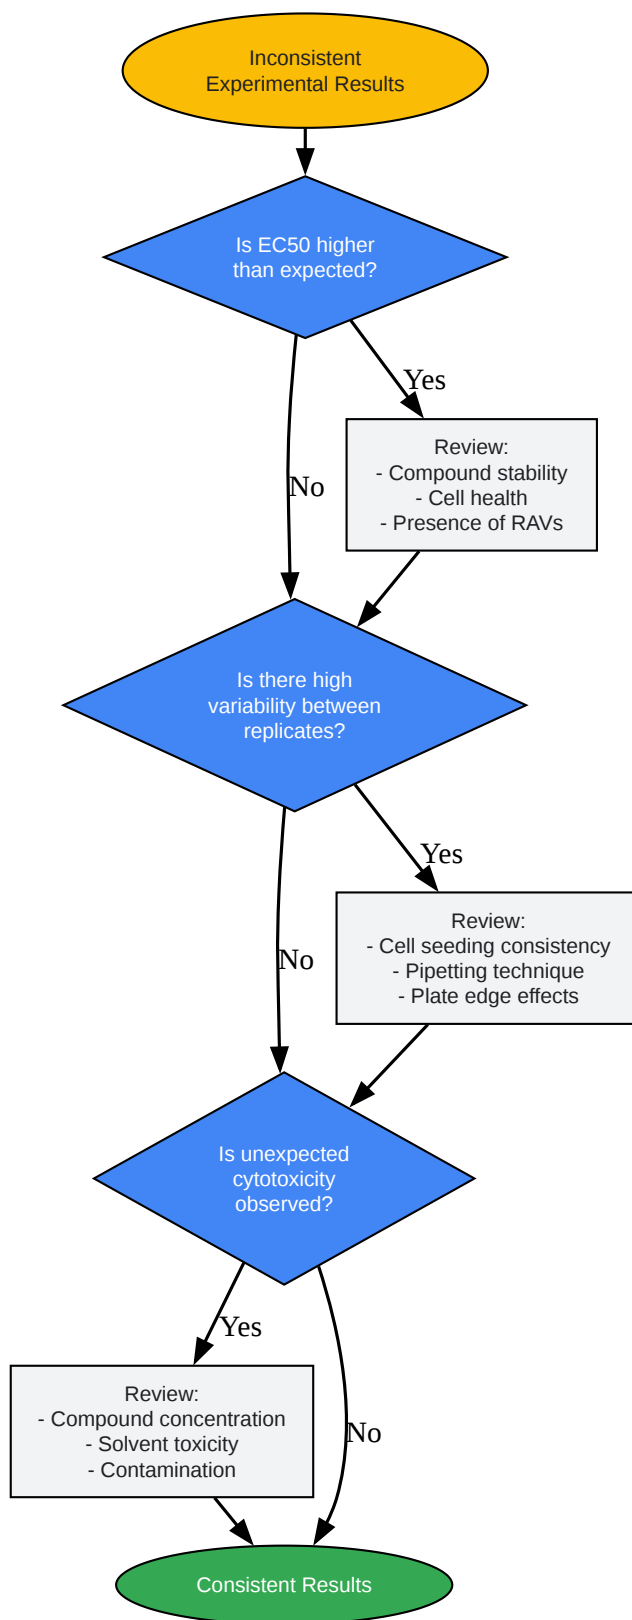 Inconsistent
Experimental Results
Is EC50 higher
than expected?
Yes
Review:
- Compound stability
- Cell health
- Presence of RAVs
No
Is there high
variability between
replicates?
Yes
Review:
- Cell seeding consistency
- Pipetting technique
- Plate edge effects
No
Is unexpected
cytotoxicity
observed?
Yes
Review:
- Compound concentration
- Solvent toxicity
- Contamination
No
Consistent Results